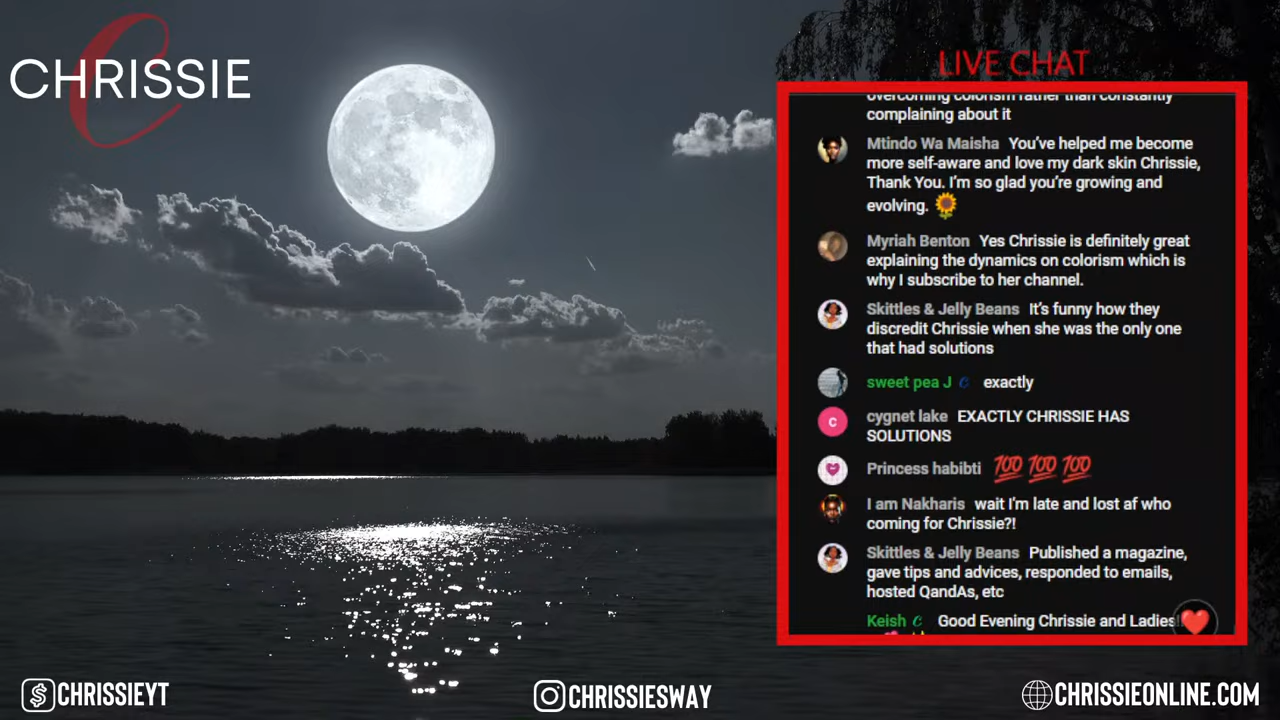 CHRISSIE
LIVE CHAT
overcoming colorism rather than constantly
complaining about it
Mtindo Wa Maisha You've helped me become
more self-aware and love my dark skin Chrissie,
Thank You. I'm so glad you're growing and
evolving. 🌻
Myriah Benton Yes Chrissie is definitely great
explaining the dynamics on colorism which is
why I subscribe to her channel.
Skittles & Jelly Beans It's funny how they
discredit Chrissie when she was the only one
that had solutions
sweet pea J C exactly
C
cygnet lake EXACTLY CHRISSIE HAS
SOLUTIONS
Princess habibti 💯 💯 💯
I am Nakharis wait I'm late and lost af who
coming for Chrissie?!
Skittles & Jelly Beans Published a magazine,
gave tips and advices, responded to emails,
hosted QandAs, etc
Keish C Good Evening Chrissie and Ladies!
$ CHRISSIEYT
CHRISSIESWAY
CHRISSIEONLINE.COM